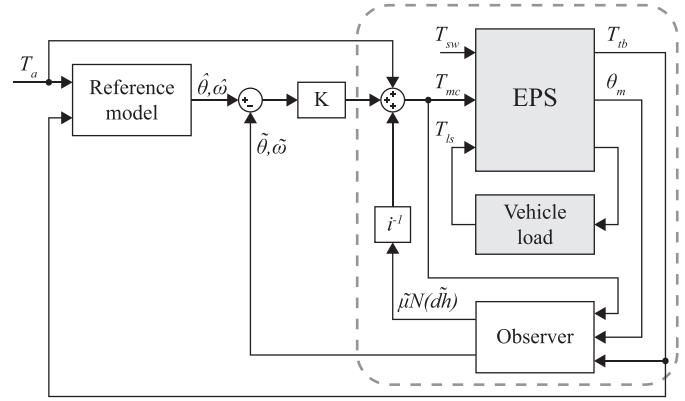 T_a
Reference
model
θ̂,ω̂
+
−
K
+
+
+
T_sw
T_mc
T_ls
EPS
T_tb
θ_m
θ̃,ω̃
i⁻¹
Vehicle
load
μ̃N(d̃h)
Observer